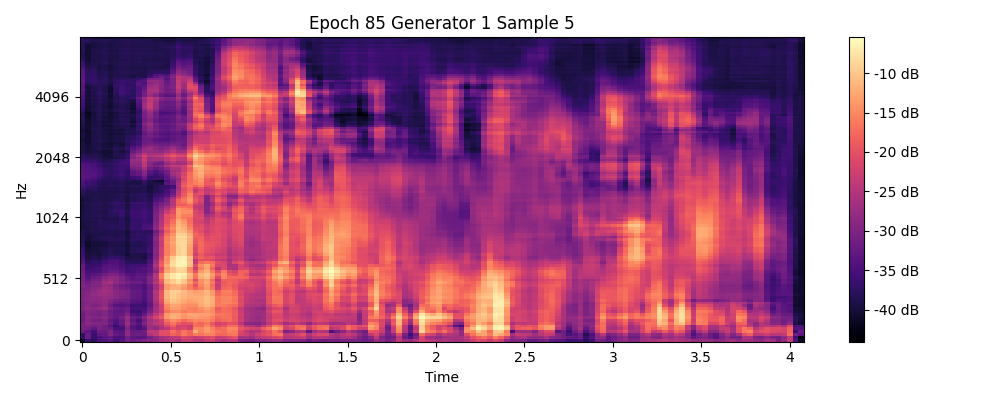 Epoch 85 Generator 1 Sample 5
Hz
4096
2048
1024
512
0
0 0.5 1 1.5 2 2.5 3 3.5 4
Time
-10 dB
-15 dB
-20 dB
-25 dB
-30 dB
-35 dB
-40 dB